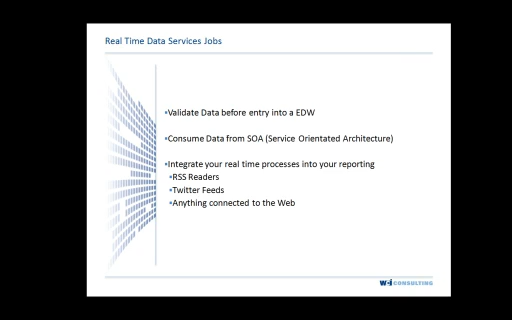 Real Time Data Services Jobs
▪Validate Data before entry into a EDW
▪Consume Data from SOA (Service Orientated Architecture)
▪Integrate your real time processes into your reporting
▪RSS Readers
▪Twitter Feeds
▪Anything connected to the Web
CONSULTING